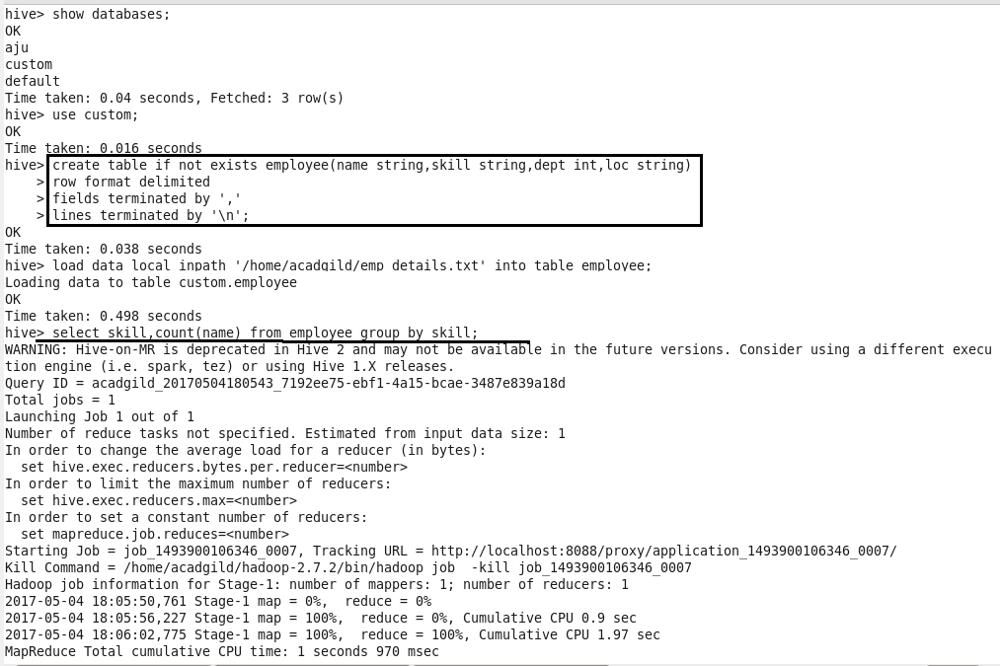 hive> show databases;
OK
aju
custom
default
Time taken: 0.04 seconds, Fetched: 3 row(s)
hive> use custom;
OK
Time taken: 0.016 seconds
hive> create table if not exists employee(name string,skill string,dept int,loc string)
    > row format delimited
    > fields terminated by ','
    > lines terminated by '\n';
OK
Time taken: 0.038 seconds
hive> load data local inpath '/home/acadgild/emp_details.txt' into table employee;
Loading data to table custom.employee
OK
Time taken: 0.498 seconds
hive> select skill,count(name) from employee group by skill;
WARNING: Hive-on-MR is deprecated in Hive 2 and may not be available in the future versions. Consider using a different execu
tion engine (i.e. spark, tez) or using Hive 1.X releases.
Query ID = acadgild_20170504180543_7192ee75-ebf1-4a15-bcae-3487e839a18d
Total jobs = 1
Launching Job 1 out of 1
Number of reduce tasks not specified. Estimated from input data size: 1
In order to change the average load for a reducer (in bytes):
  set hive.exec.reducers.bytes.per.reducer=<number>
In order to limit the maximum number of reducers:
  set hive.exec.reducers.max=<number>
In order to set a constant number of reducers:
  set mapreduce.job.reduces=<number>
Starting Job = job_1493900106346_0007, Tracking URL = http://localhost:8088/proxy/application_1493900106346_0007/
Kill Command = /home/acadgild/hadoop-2.7.2/bin/hadoop job  -kill job_1493900106346_0007
Hadoop job information for Stage-1: number of mappers: 1; number of reducers: 1
2017-05-04 18:05:50,761 Stage-1 map = 0%,  reduce = 0%
2017-05-04 18:05:56,227 Stage-1 map = 100%,  reduce = 0%, Cumulative CPU 0.9 sec
2017-05-04 18:06:02,775 Stage-1 map = 100%,  reduce = 100%, Cumulative CPU 1.97 sec
MapReduce Total cumulative CPU time: 1 seconds 970 msec